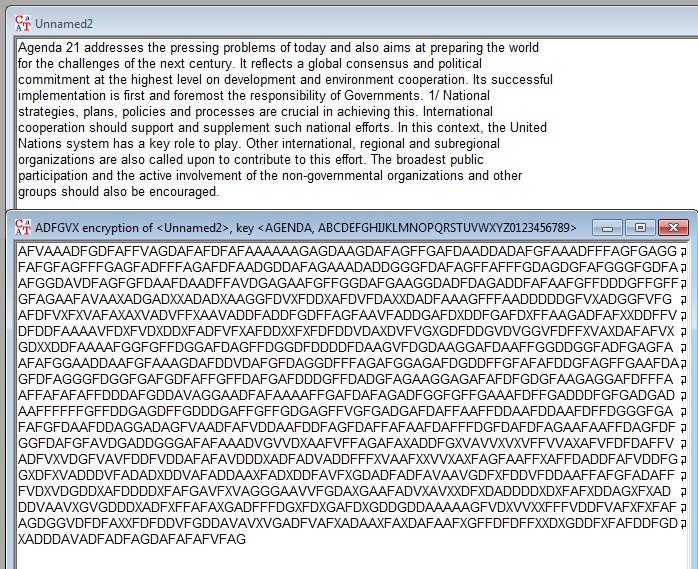 Unnamed2
Agenda 21 addresses the pressing problems of today and also aims at preparing the world
for the challenges of the next century. It reflects a global consensus and political
commitment at the highest level on development and environment cooperation. Its successful
implementation is first and foremost the responsibility of Governments. 1/ National
strategies, plans, policies and processes are crucial in achieving this. International
cooperation should support and supplement such national efforts. In this context, the United
Nations system has a key role to play. Other international, regional and subregional
organizations are also called upon to contribute to this effort. The broadest public
participation and the active involvement of the non-governmental organizations and other
groups should also be encouraged.
ADFGVX encryption of <Unnamed2>, key <AGENDA, ABCDEFGHIJKLMNOPQRSTUVWXYZ0123456789>
AFVAAADFGDFAFFVAGDAFAFDFAFAAAAAAGAGDAAGDAFAGFFGAFDAADDADAFGFAAADFFFAGFGAGG
FAFGFAGFFFGAGFADFFFAGAFDFAADGDDAFAGAAADADDGGGFDAFAGFFAFFFGDAGDGFAFGGGFGDFA
AFGGDAVDFAGFGFDAAFDAADFFAVDGAGAAFGFFGGDAFGAAGGDADFDAGADDFAFAAFGFFDDDGFFGFF
GFAGAAFAVAAXADGADXXADADXAAGGFDVXFDDXAFDVFDAXXDADFAAAGFFFAADDDDDGFVXADGGFVFG
AFDFVXFXVAFAXAXVADVFFXAAVADDFADDFGDFFAGFAAVFADDGAFDXDDFGAFDXFFAAGADFAFXXDDFFV
DFDDFAAAAVFDXFVDXDDXFADFVFXAFDDXXFXFDFDDVDAXDVFVGXGDFDDGVDVGGVFDFFXVAXDAFAFVX
GDXXDDFAAAAFGGFGFFDGGAFDAGFFDGGDFDDDDFDAAGVFDGDAAGGAFDAAFFGGDDGGFADFGAGFA
AFAFGGAADDAAFGFAAAGDAFDDVDAFGFDAGGDFFFAGAFGGAGAFDGDDFFGFAFAFDDGFAGFFGAAFDA
GFDFAGGGFDGGFGAFGDFAFFGFFDAFGAFDDDGFFDADGFAGAAGGAGAFAFDFGDGFAAGAGGAFDFFFA
AFFAFAFAFFDDDAFGDDAVAGGAADFAFAAAAFFGAFDAFAGADFGGFGFFGAAAFDFFGADDDFGFGADGAD
AAFFFFFFGFFDDGAGDFFGDDDGAFFGFFGDGAGFFVGFGADGAFDAFFAAFFDDAAFDDAAFDFFDDGGGFGA
FAFGFDAAFDDAGGADAGFVAADFAFVDDAAFDDFAGFDAFFAFAAFDAFFFDGFDAFDFAGAAFAAFFDAGFDF
GGFDAFGFAVDGADDGGGAFAFAAADVGVVDXAAFVFFAGAFAXADDFGXVAVVXVXVFFVVAXAFVFDFDAFFV
ADFVXVDGFVAVFDDFVDDAFAFAVDDDXADFADVADDFFFXVAAFXXVVXAXFAGFAAFFXAFFDADDFAFVDDFG
GXDFXVADDDVFADADXDDVAFADDAAXFADXDDFAVFXGDADFADFAVAAVGDFXFDDVFDDAAFFAFGFADAFF
FVDXVDGDDXAFDDDDXFAFGAVFXVAGGGAAVVFGDAXGAAFADVXAVXXDFXDADDDDXDXFAFXDDAGXFXAD
DDVAAVXGVGDDDXADFXFFAFAXGADFFFDGXFDXGAFDXGDDGDDAAAAAGFVDXVVXXFFFVDDFVAFXFXFAF
AGDGGVDFDFAXXFDFDDVFGDDAVAVXVGADFVAFXADAAXFAXDAFAAFXGFFDFDFFXXDXGDDFXFAFDDFGD
XADDDAVADFADFAGDAFAFAFVFAG